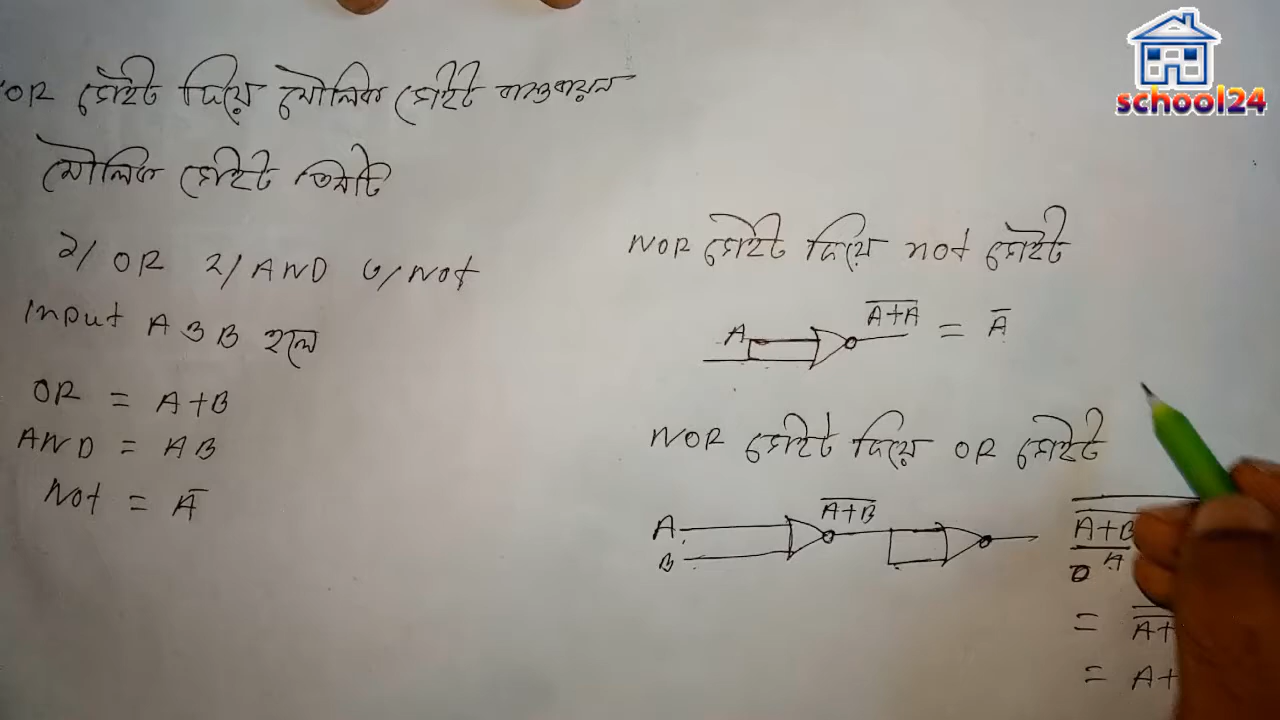 OR গেইট দিয়ে মৌলিক গেইট বাস্তবায়ন
মৌলিক গেইট তিনটি
১/ OR ২/ AND ৩/ Not
Input A ও B হলে
OR = A+B
AND = AB
Not = A̅
school24
NOR গেইট দিয়ে not গেইট
A
A̅+̅A̅ = A̅
NOR গেইট দিয়ে OR গেইট
A
B
A̅+̅B̅
A+B
A
= A+
= A+